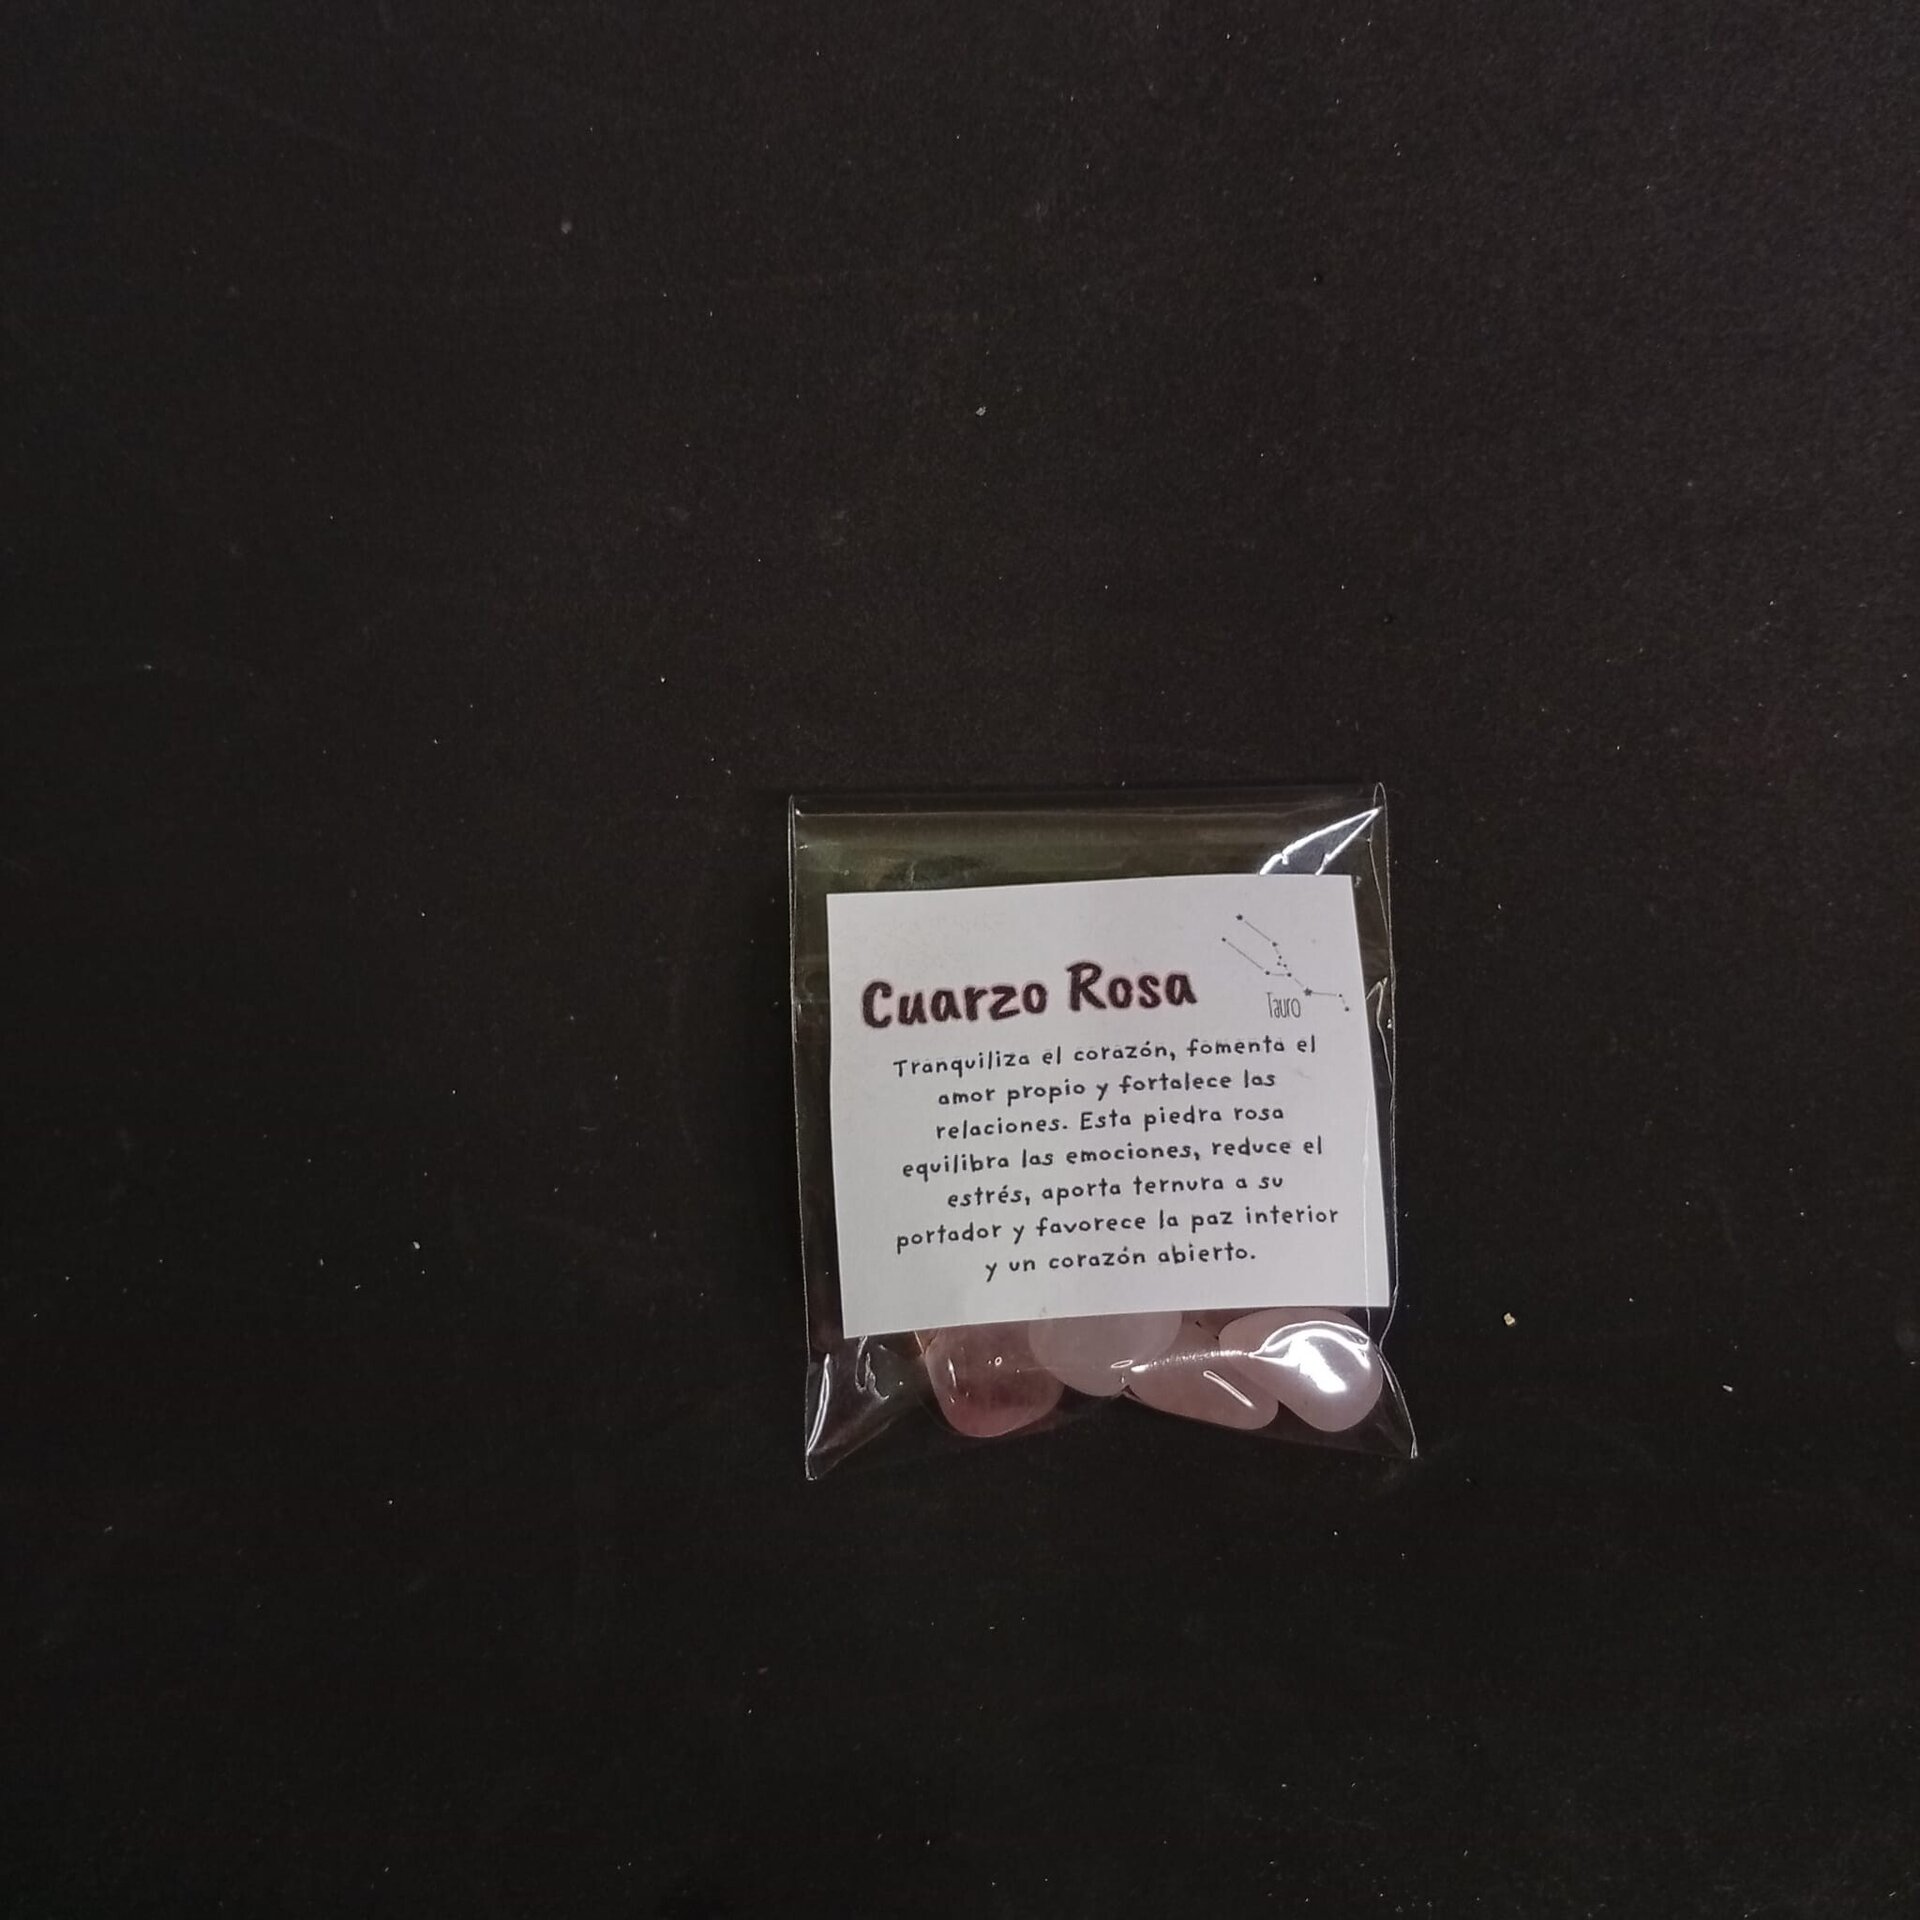 Cuarzo Rosa
Tauro
Tranquiliza el corazón, fomenta el
amor propio y fortalece las
relaciones. Esta piedra rosa
equilibra las emociones, reduce el
estrés, aporta ternura a su
portador y favorece la paz interior
y un corazón abierto.